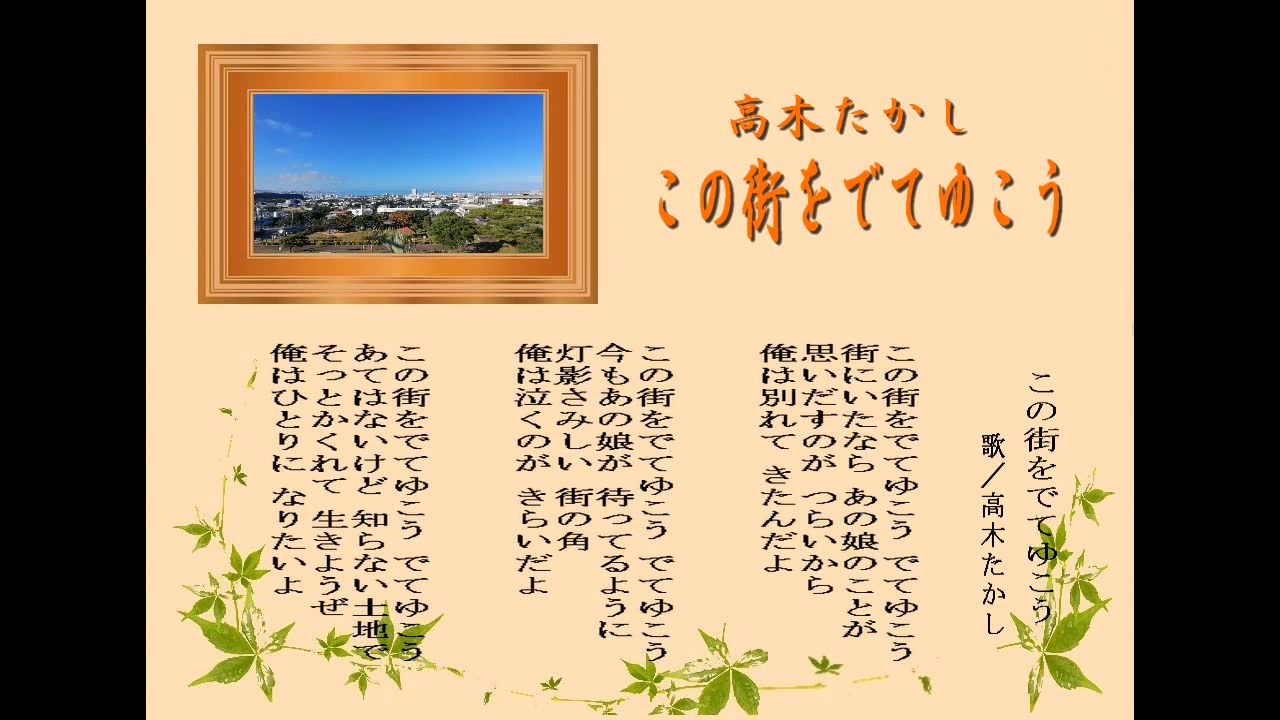 高木たかし
この街をでてゆこう
この街をでてゆこう
歌／高木たかし
この街をでてゆこう でてゆこう
街にいたなら あの娘のことが
思いだすのが つらいから
俺は別れて きたんだよ
この街をでてゆこう でてゆこう
今もあの娘が 待ってるように
灯影さみしい 街の角
俺は泣くのが きらいだよ
この街をでてゆこう でてゆこう
あてはないけど 知らない土地で
そっとかくれて 生きようぜ
俺はひとりに なりたいよ